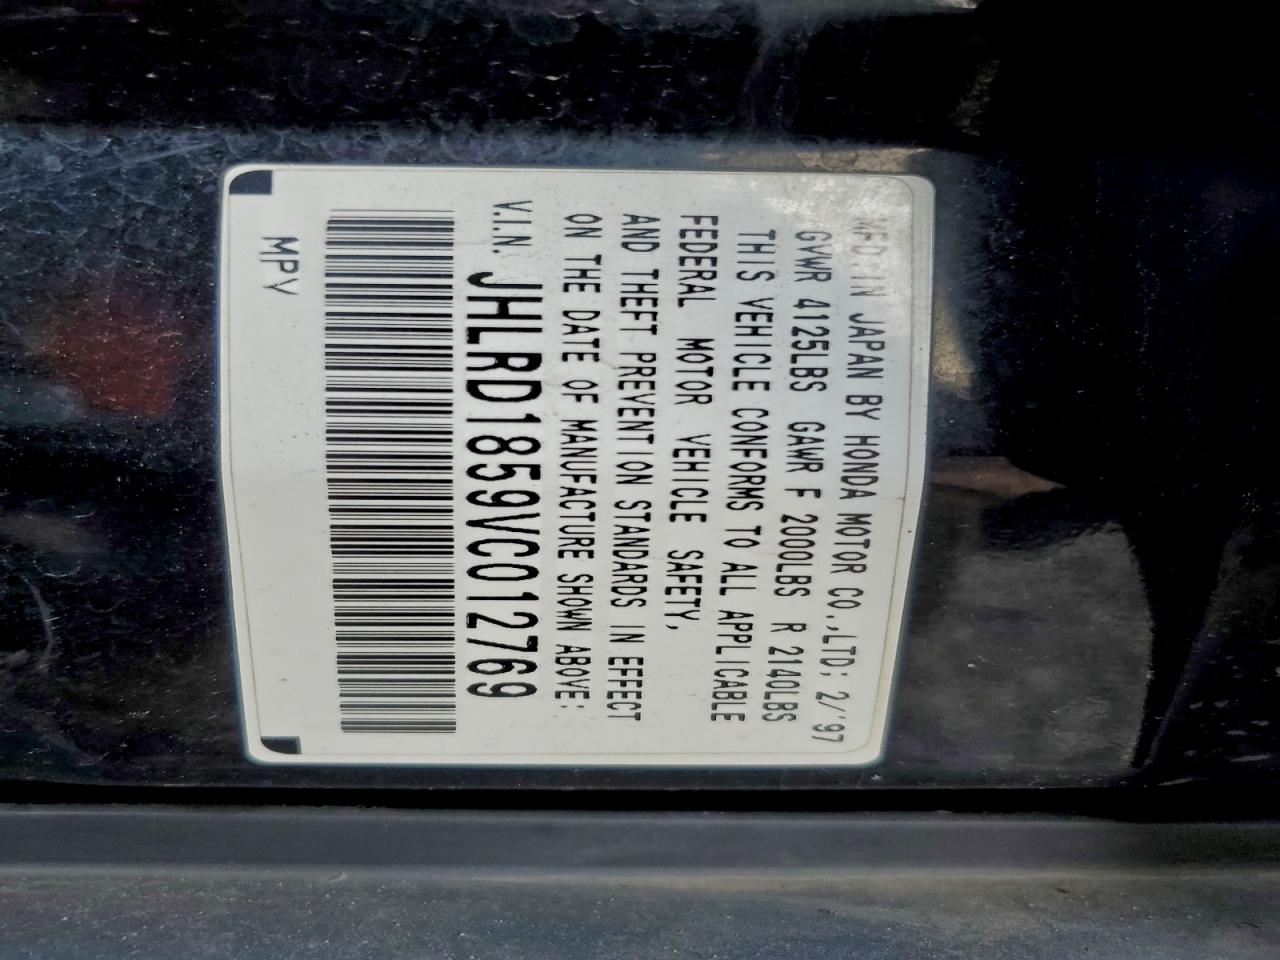 MFD IN JAPAN BY HONDA MOTOR CO.,LTD; 2/'97
GVWR 4125LBS GAWR F 2000LBS R 2140LBS
THIS VEHICLE CONFORMS TO ALL APPLICABLE
FEDERAL MOTOR VEHICLE SAFETY,
AND THEFT PREVENTION STANDARDS IN EFFECT
ON THE DATE OF MANUFACTURE SHOWN ABOVE:
V.I.N. JHLRD1859VC012769
MPV